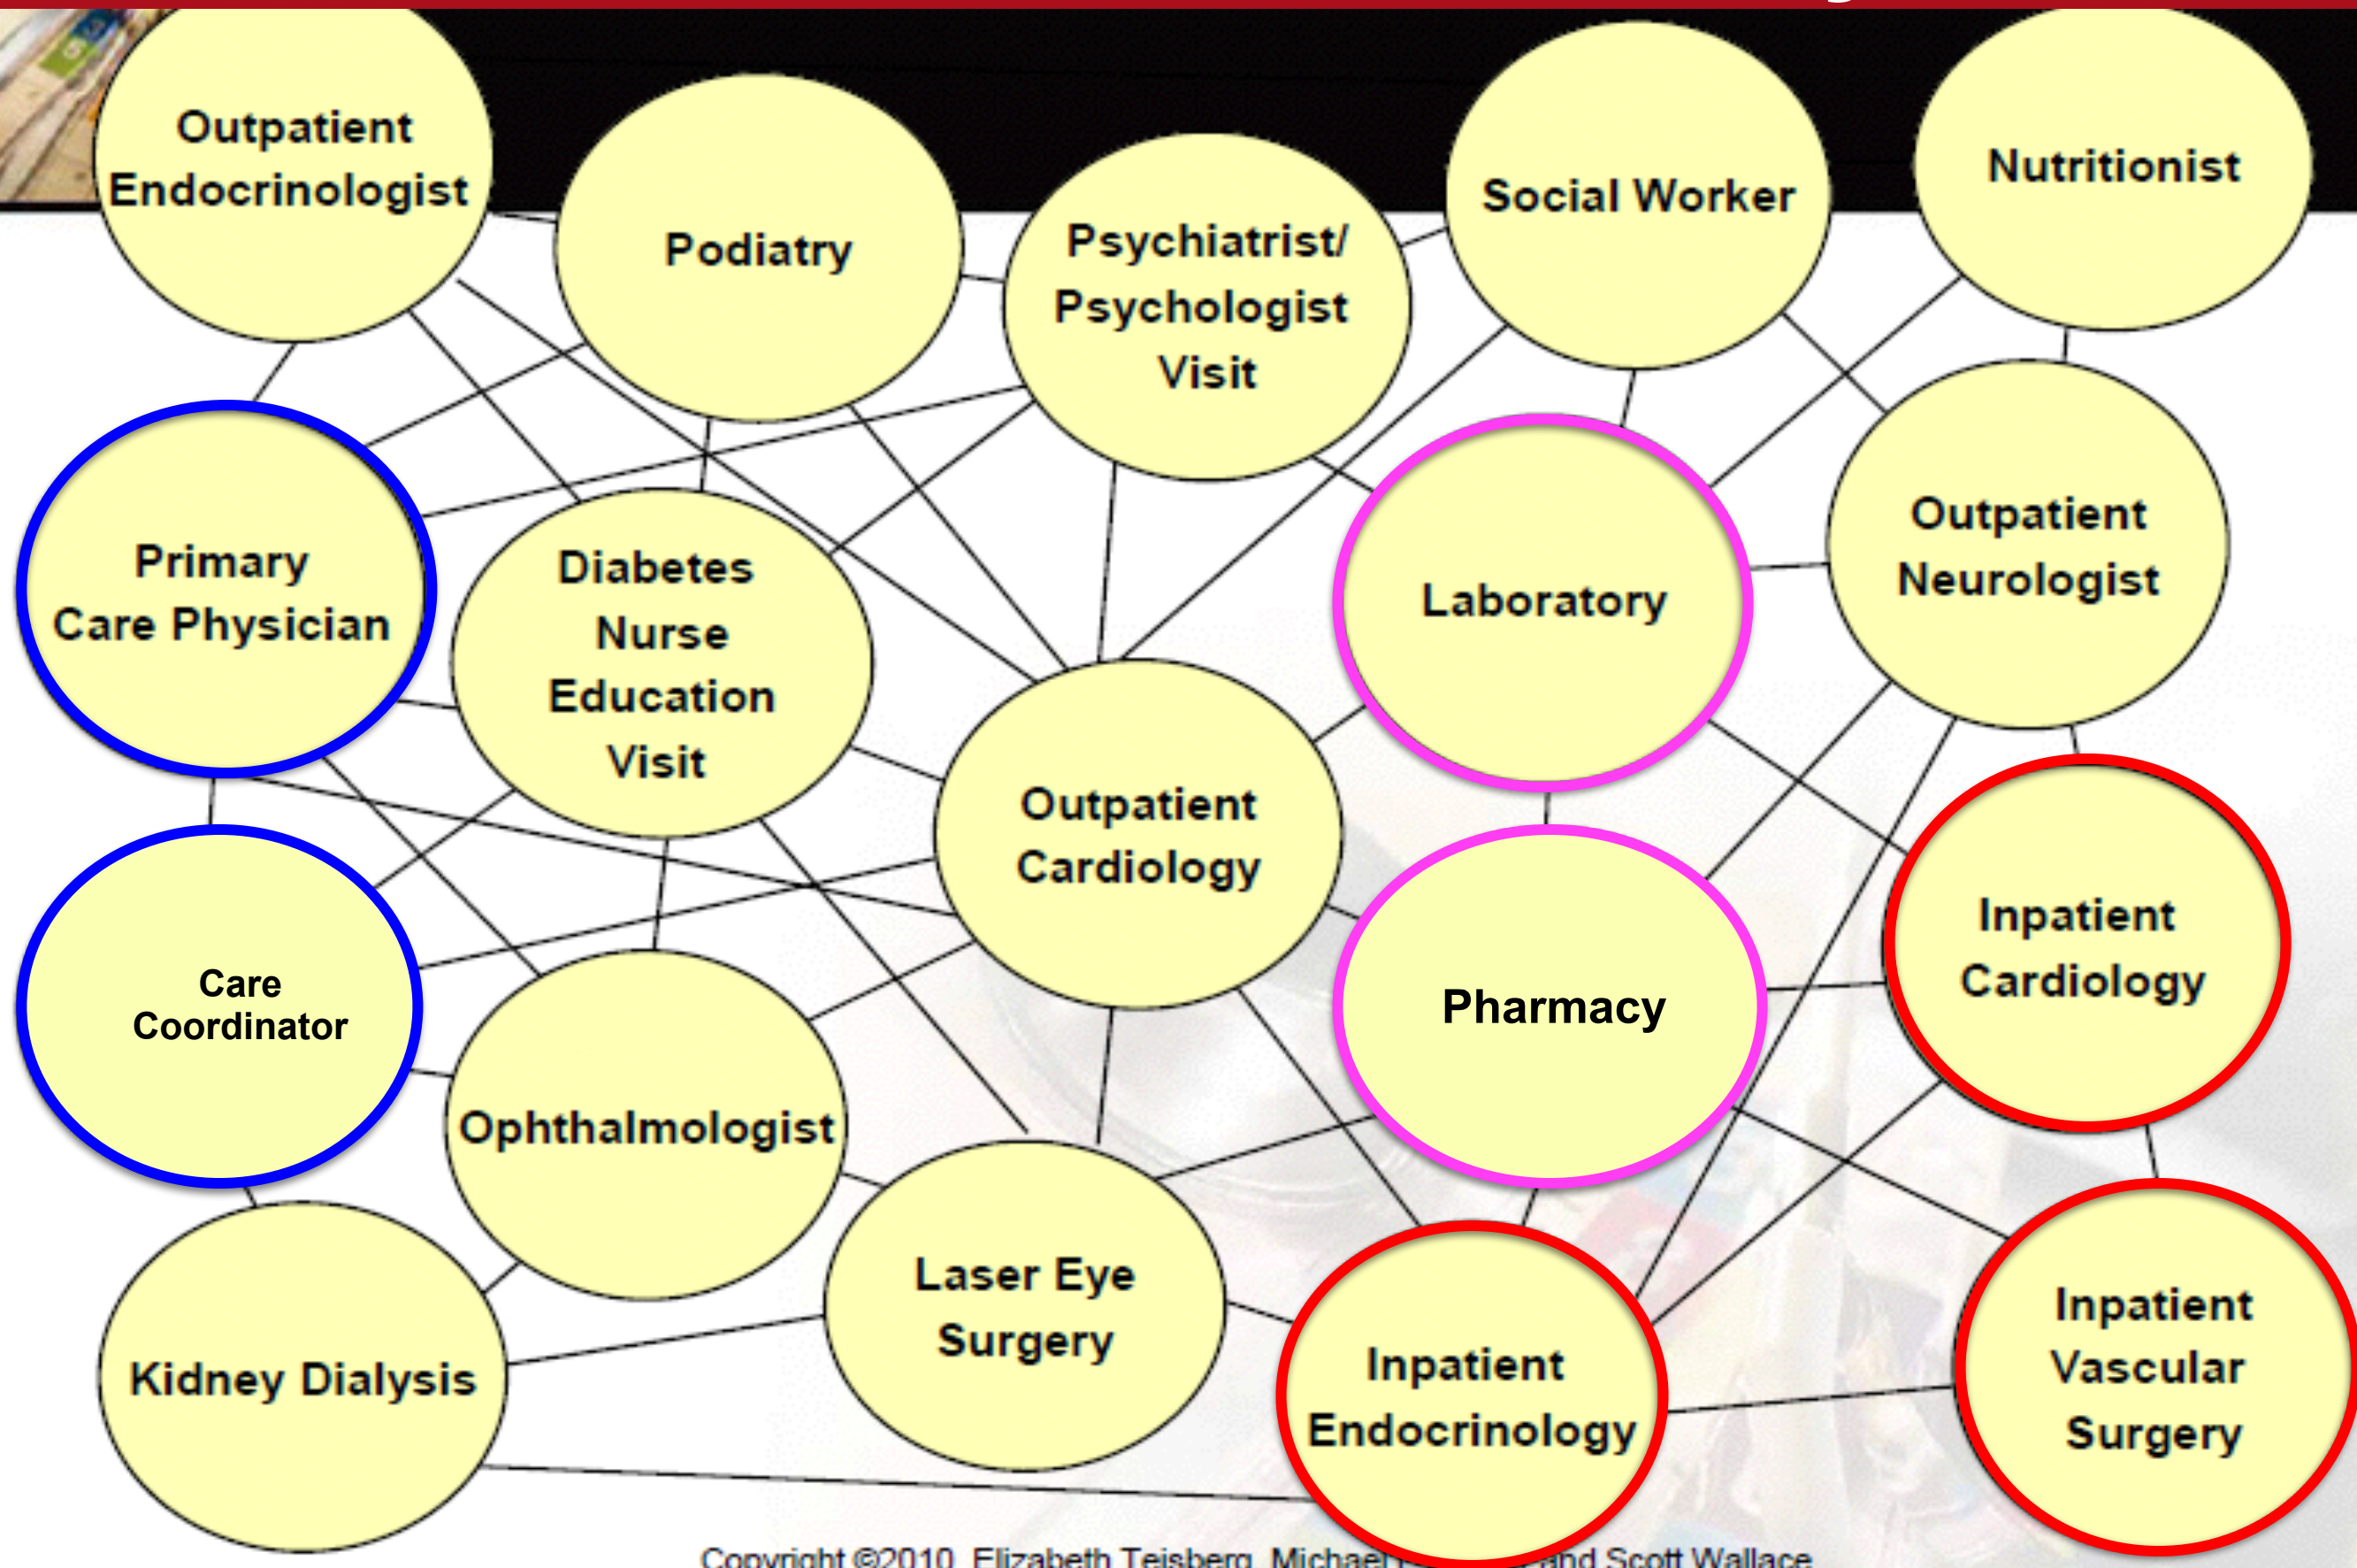 Outpatient
Endocrinologist
Podiatry
Psychiatrist/
Psychologist
Visit
Social Worker
Nutritionist
Primary
Care Physician
Diabetes
Nurse
Education
Visit
Outpatient
Cardiology
Laboratory
Outpatient
Neurologist
Care
Coordinator
Ophthalmologist
Pharmacy
Inpatient
Cardiology
Kidney Dialysis
Laser Eye
Surgery
Inpatient
Endocrinology
Inpatient
Vascular
Surgery
Copyright ©2010 Elizabeth Teisberg, Michael and Scott Wallace